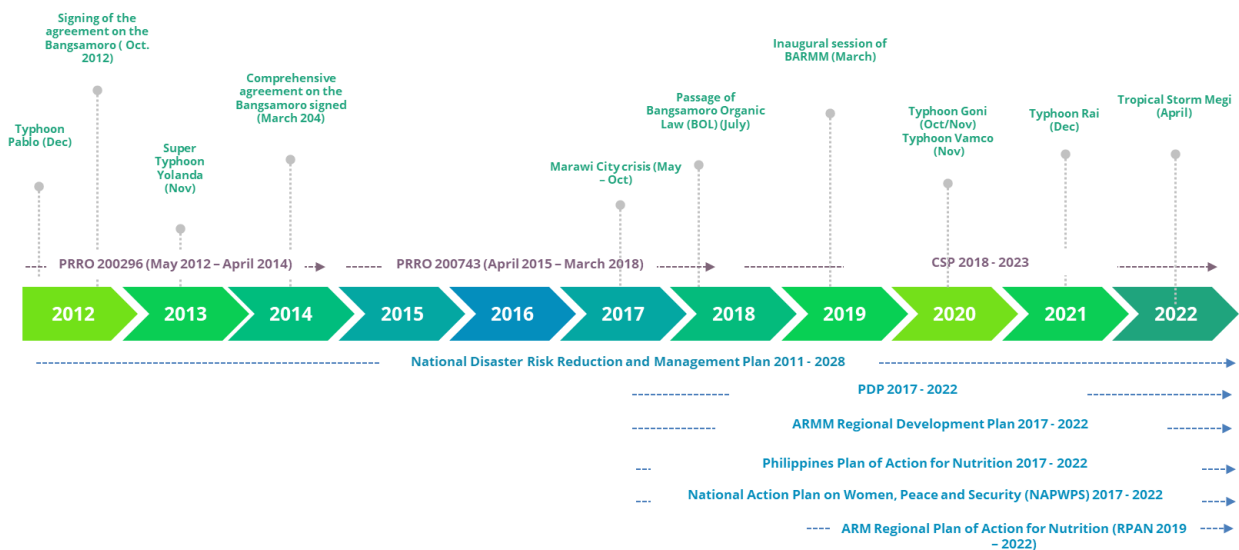 Signing of the
agreement on the
Bangsamoro ( Oct.
2012)
Typhoon
Pablo (Dec)
Super
Typhoon
Yolanda
(Nov)
Comprehensive
agreement on the
Bangsamoro signed
(March 204)
Marawi City crisis (May
– Oct)
Passage of
Bangsamoro Organic
Law (BOL) (July)
Inaugural session of
BARMM (March)
Typhoon Goni
(Oct/Nov)
Typhoon Vamco
(Nov)
Typhoon Rai
(Dec)
Tropical Storm Megi
(April)
PRRO 200296 (May 2012 – April 2014)
PRRO 200743 (April 2015 – March 2018)
CSP 2018 - 2023
2012
2013
2014
2015
2016
2017
2018
2019
2020
2021
2022
National Disaster Risk Reduction and Management Plan 2011 - 2028
PDP 2017 - 2022
ARMM Regional Development Plan 2017 - 2022
Philippines Plan of Action for Nutrition 2017 - 2022
National Action Plan on Women, Peace and Security (NAPWPS) 2017 - 2022
ARM Regional Plan of Action for Nutrition (RPAN 2019
– 2022)